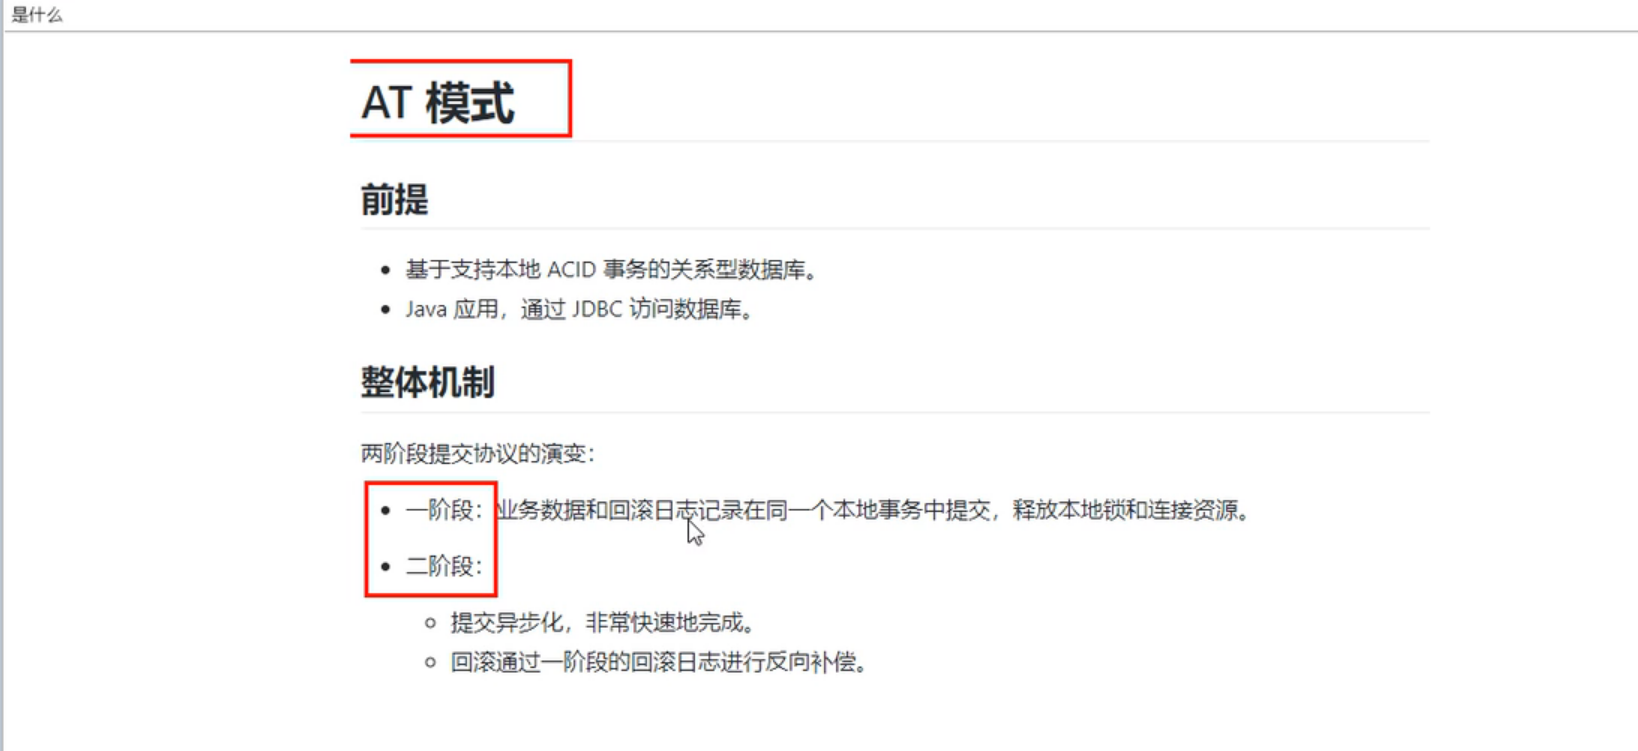 是什么
AT 模式
前提
基于支持本地 ACID 事务的关系型数据库。
Java 应用，通过 JDBC 访问数据库。
整体机制
两阶段提交协议的演变：
一阶段：业务数据和回滚日志记录在同一个本地事务中提交，释放本地锁和连接资源。
二阶段：
提交异步化，非常快速地完成。
回滚通过一阶段的回滚日志进行反向补偿。